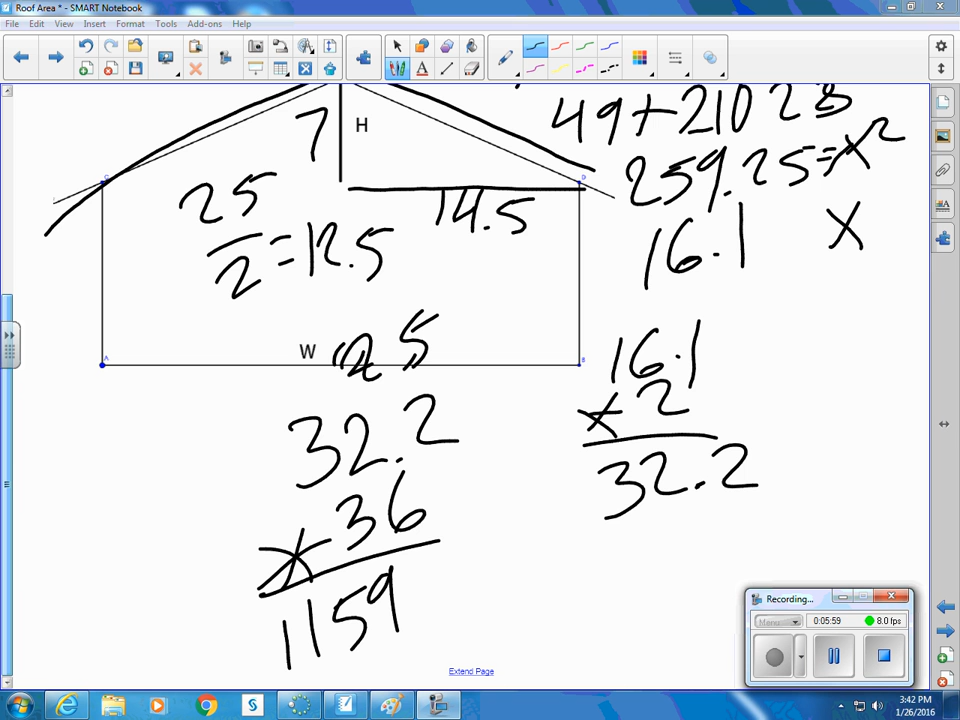 Roof Area * - SMART Notebook
File Edit View Insert Format Tools Add-ons Help
49+210 25
259.25=x²
16.1 x
7 H
C D
14.5
25
2 =12.5
W 25
A B
32.2
x 36
1159
16.1
x 2
32.2
Recording...
Menu 0:05:59 8.0 fps
Extend Page
3:42 PM
1/26/2016